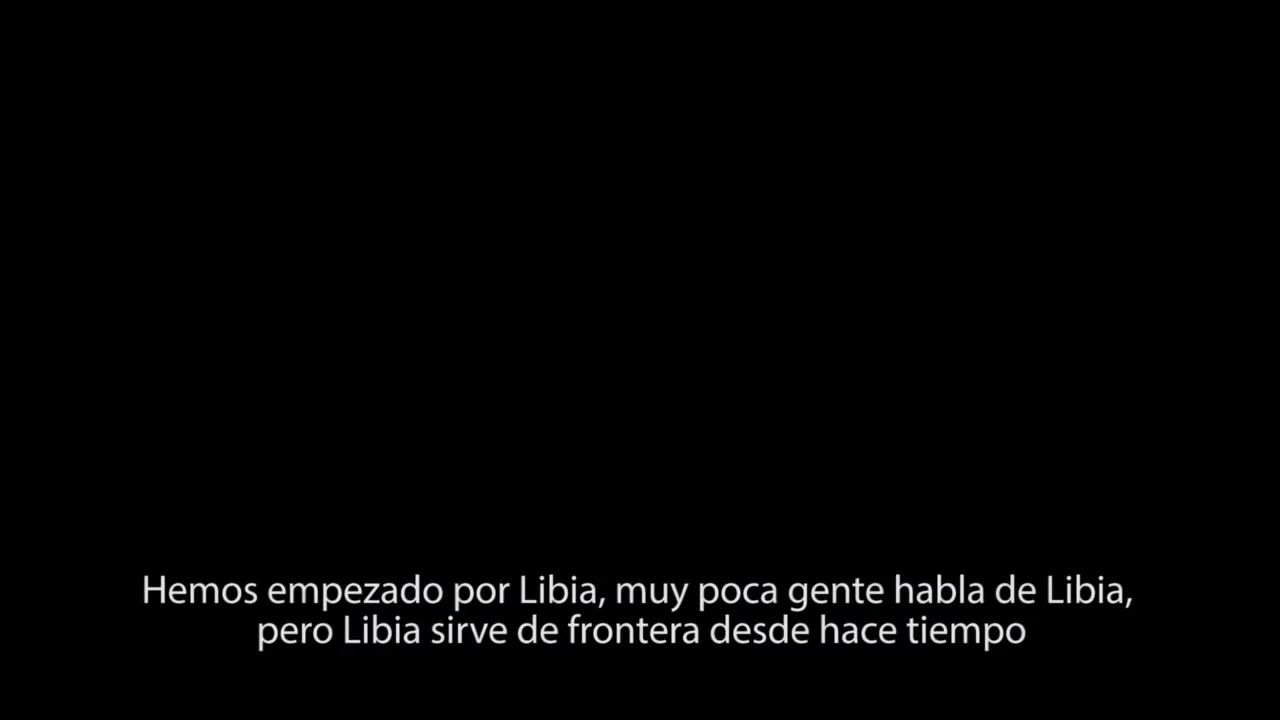 Hemos empezado por Libia, muy poca gente habla de Libia,
pero Libia sirve de frontera desde hace tiempo